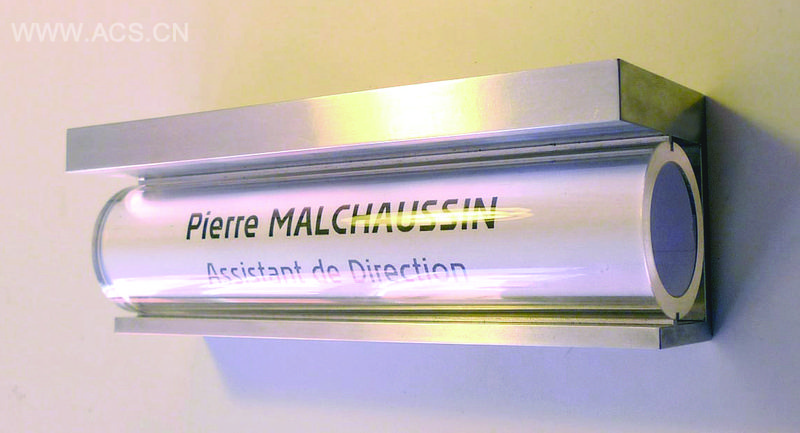 WWW.ACS.CN
Pierre MALCHAUSSIN
Assistant de Direction